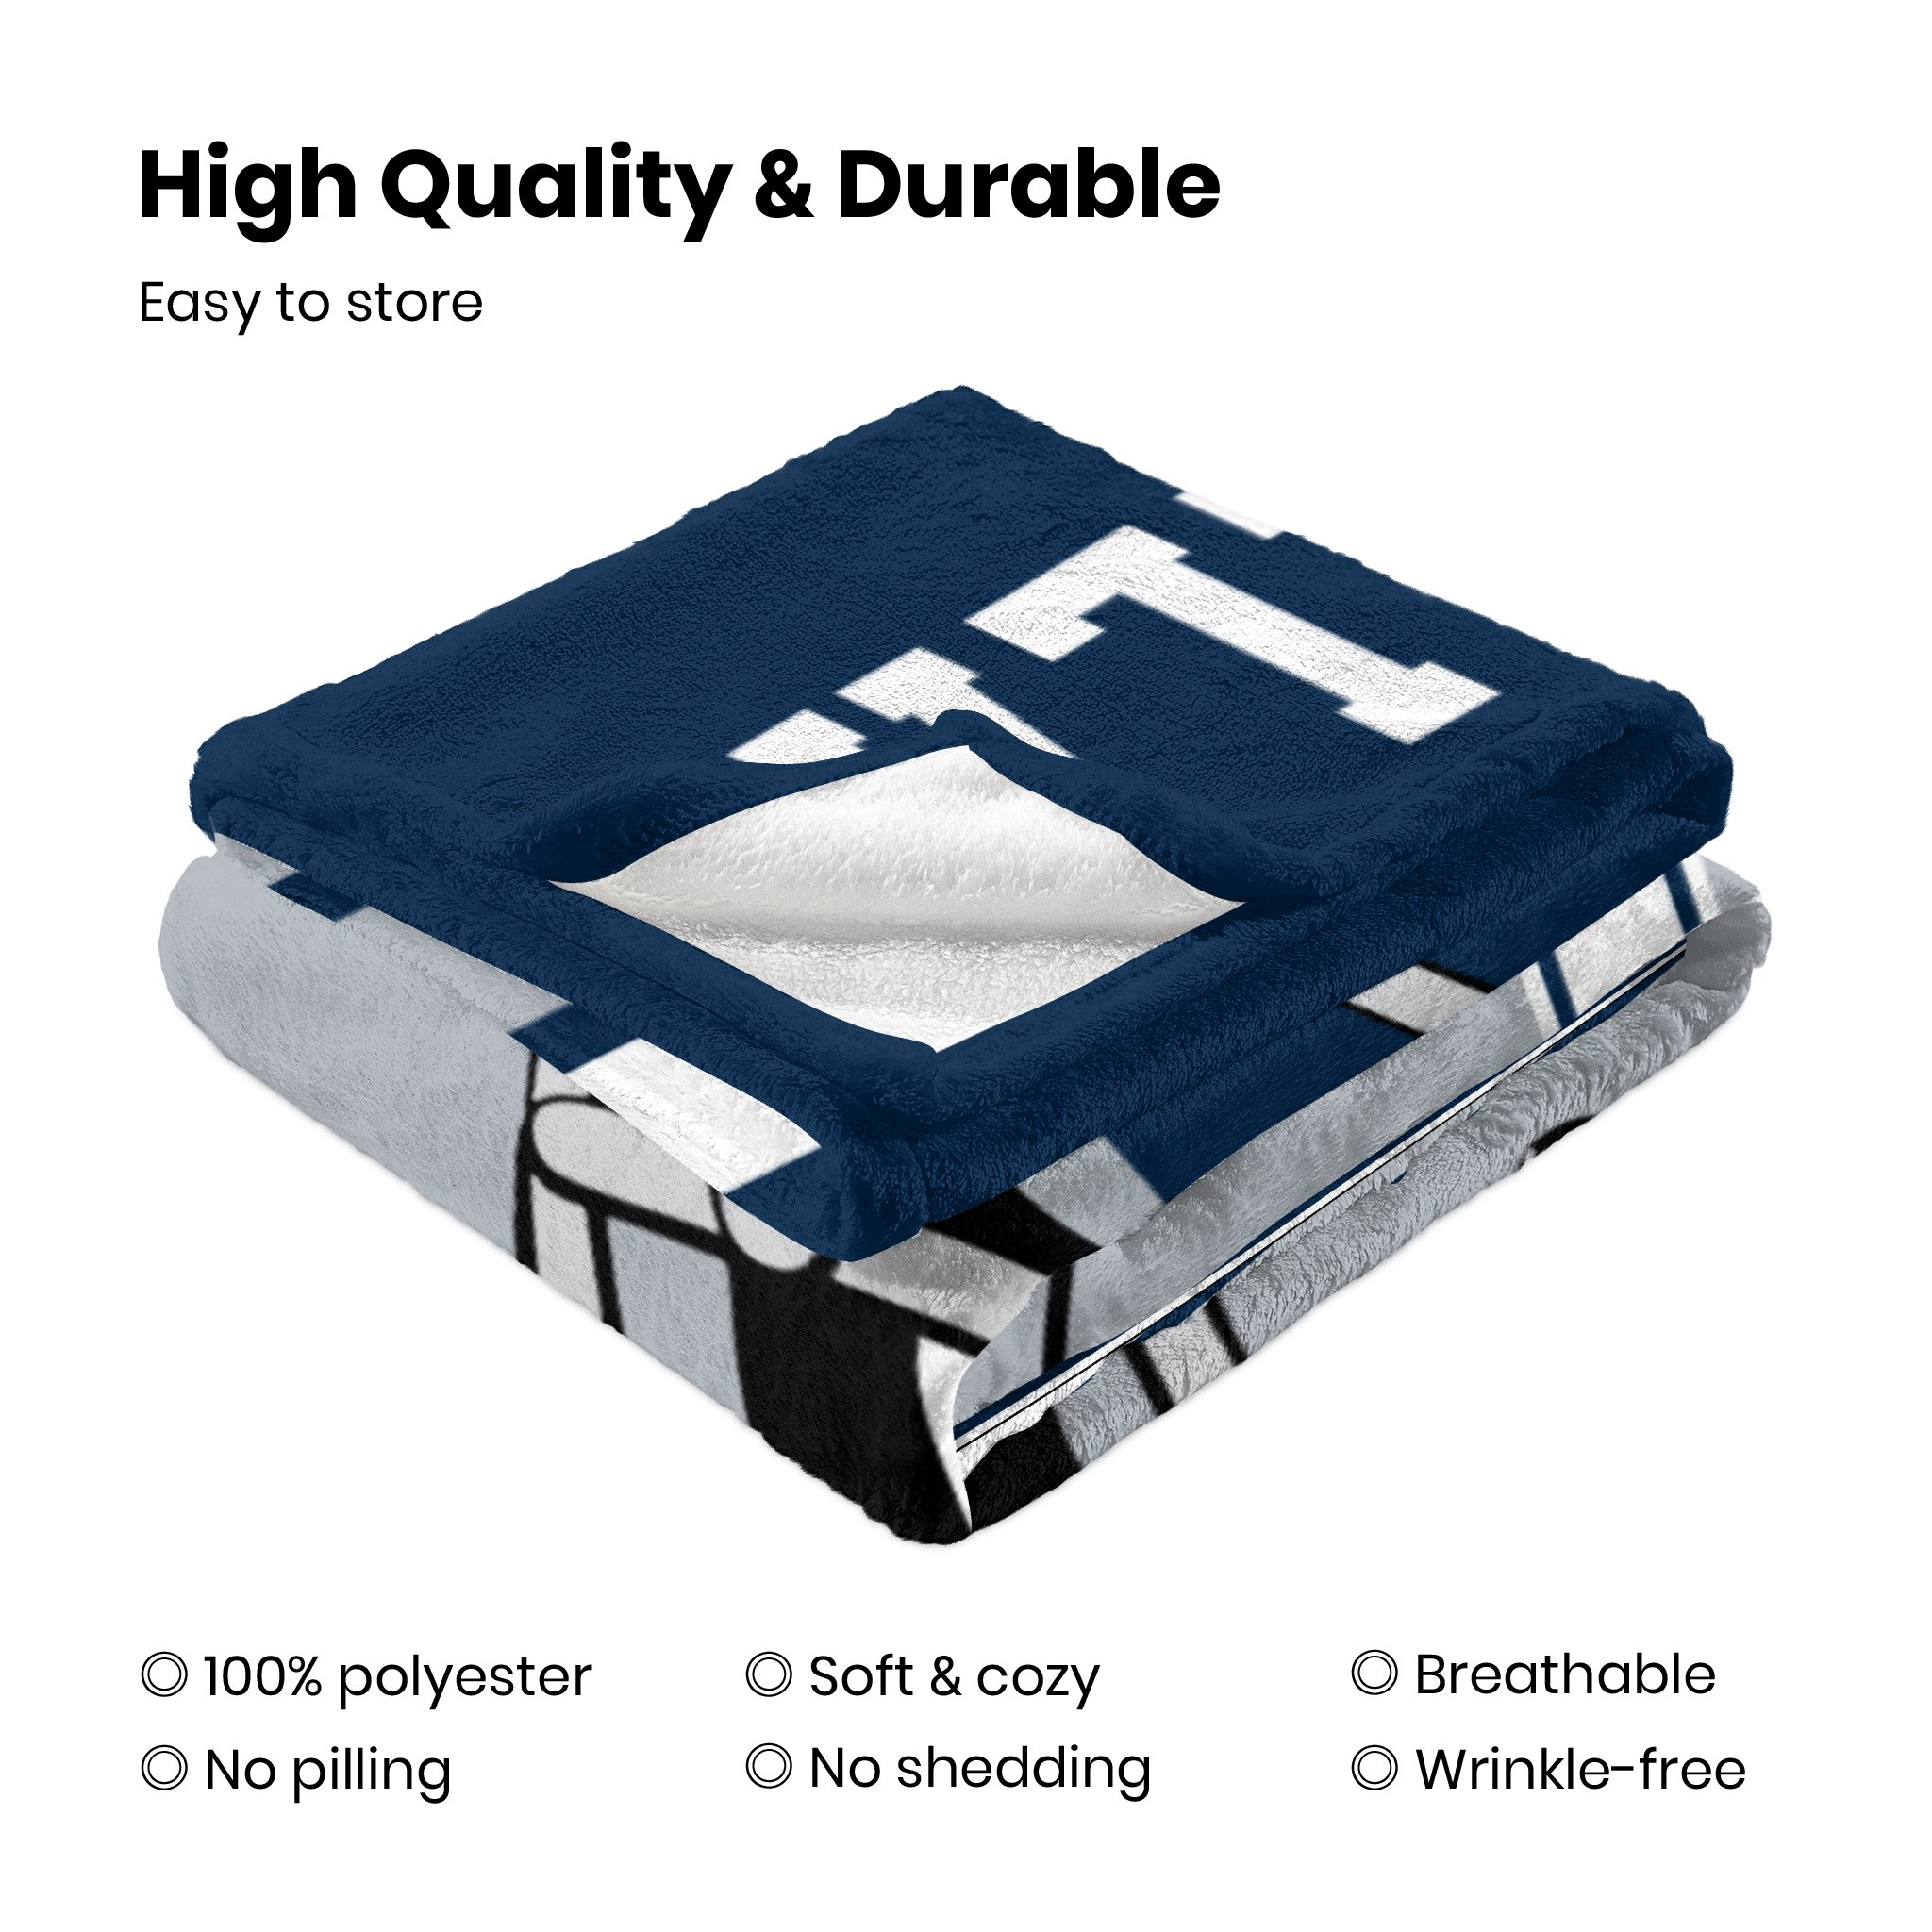 High Quality & Durable
Easy to store
100% polyester
Soft & cozy
Breathable
No pilling
No shedding
Wrinkle-free